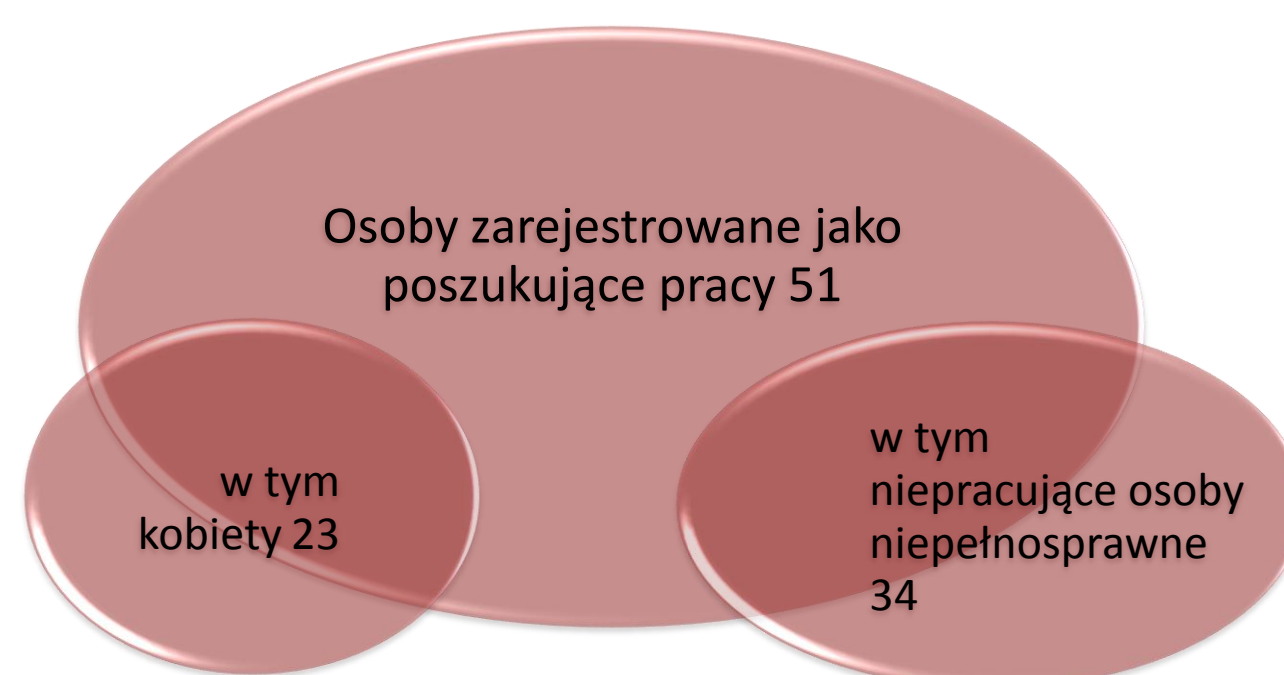 Osoby zarejestrowane jako
poszukujące pracy 51
w tym
kobiety 23
w tym
niepracujące osoby
niepełnosprawne
34